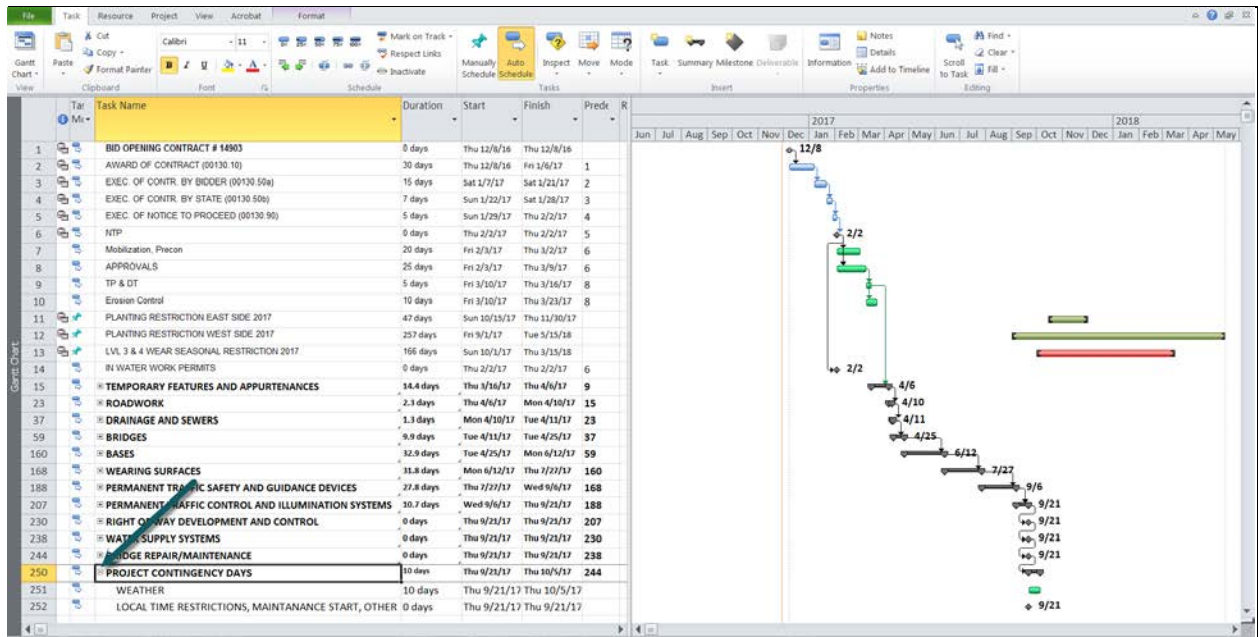 File Task Resource Project View Acrobat Format
Cut
Copy
Format Painter
Paste
Gantt Chart
Calibri 11
B I U
Mark on Track
Respect Links
Inactivate
Manually Schedule
Auto Schedule
Inspect Move Mode
Task Summary Milestone Deliverable
Information
Notes
Details
Add to Timeline
Scroll to Task
Find
Clear
Fill
View Clipboard Font Schedule Tasks Insert Properties Editing
Task Name Duration Start Finish Prede R
2017 2018
Jun Jul Aug Sep Oct Nov Dec Jan Feb Mar Apr May Jun Jul Aug Sep Oct Nov Dec Jan Feb Mar Apr May
1 BID OPENING CONTRACT # 14903 0 days Thu 12/8/16 Thu 12/8/16 12/8
2 AWARD OF CONTRACT (00130.10) 30 days Thu 12/8/16 Fri 1/6/17 1
3 EXEC. OF CONTR. BY BIDDER (00130.50a) 15 days Sat 1/7/17 Sat 1/21/17 2
4 EXEC. OF CONTR. BY STATE (00130.50b) 7 days Sun 1/22/17 Sat 1/28/17 3
5 EXEC. OF NOTICE TO PROCEED (00130.90) 5 days Sun 1/29/17 Thu 2/2/17 4
6 NTP 0 days Thu 2/2/17 Thu 2/2/17 5 2/2
7 Mobilization, Precon 20 days Fri 2/3/17 Thu 3/2/17 6
8 APPROVALS 25 days Fri 2/3/17 Thu 3/9/17 6
9 TP & DT 5 days Fri 3/10/17 Thu 3/16/17 8
10 Erosion Control 10 days Fri 3/10/17 Thu 3/23/17 8
11 PLANTING RESTRICTION EAST SIDE 2017 47 days Sun 10/15/17 Thu 11/30/17
12 PLANTING RESTRICTION WEST SIDE 2017 257 days Fri 9/1/17 Tue 5/15/18
13 LVL 3 & 4 WEAR SEASONAL RESTRICTION 2017 166 days Sun 10/1/17 Thu 3/15/18
14 IN WATER WORK PERMITS 0 days Thu 2/2/17 Thu 2/2/17 6 2/2
15 TEMPORARY FEATURES AND APPURTENANCES 14.4 days Thu 3/16/17 Thu 4/6/17 9 4/6
23 ROADWORK 2.3 days Thu 4/6/17 Mon 4/10/17 15 4/10
37 DRAINAGE AND SEWERS 1.3 days Mon 4/10/17 Tue 4/11/17 23 4/11
59 BRIDGES 9.9 days Tue 4/11/17 Tue 4/25/17 37 4/25
160 BASES 32.9 days Tue 4/25/17 Mon 6/12/17 59 6/12
168 WEARING SURFACES 31.8 days Mon 6/12/17 Thu 7/27/17 160 7/27
188 PERMANENT TRAFFIC SAFETY AND GUIDANCE DEVICES 27.8 days Thu 7/27/17 Wed 9/6/17 168 9/6
207 PERMANENT TRAFFIC CONTROL AND ILLUMINATION SYSTEMS 10.7 days Wed 9/6/17 Thu 9/21/17 188 9/21
230 RIGHT OF WAY DEVELOPMENT AND CONTROL 0 days Thu 9/21/17 Thu 9/21/17 207 9/21
238 WATER SUPPLY SYSTEMS 0 days Thu 9/21/17 Thu 9/21/17 230 9/21
244 BRIDGE REPAIR/MAINTENANCE 0 days Thu 9/21/17 Thu 9/21/17 238 9/21
250 PROJECT CONTINGENCY DAYS 10 days Thu 9/21/17 Thu 10/5/17 244
251 WEATHER 10 days Thu 9/21/17 Thu 10/5/17
252 LOCAL TIME RESTRICTIONS, MAINTANANCE START, OTHER 0 days Thu 9/21/17 Thu 9/21/17 9/21
Gantt Chart